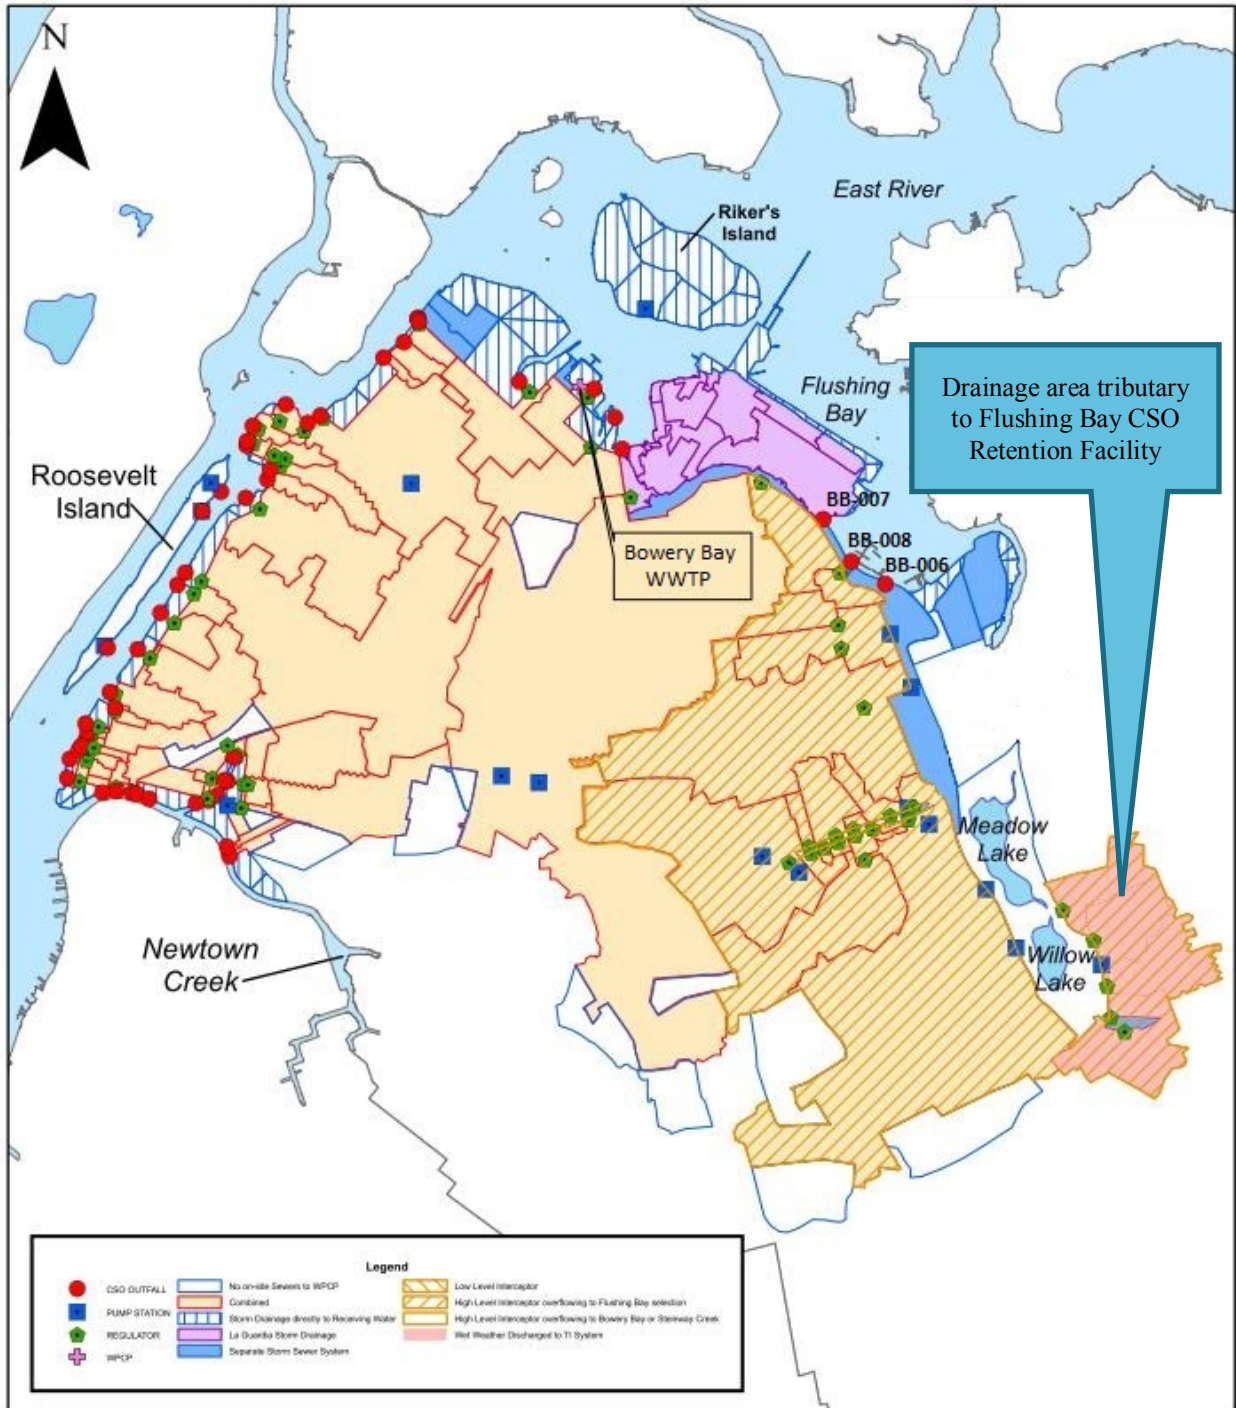 N
East River
Riker's
Island
Flushing
Bay
Drainage area tributary
to Flushing Bay CSO
Retention Facility
Roosevelt
Island
BB-007
BB-008
BB-006
Bowery Bay
WWTP
Meadow
Lake
Willow
Lake
Newtown
Creek
Legend
CSO OUTFALL
PUMP STATION
REGULATOR
WPCP
No on-site Sewers to WPCP
Combined
Storm Drainage directly to Receiving Water
La Guardia Storm Drainage
Separate Storm Sewer System
Low Level Interceptor
High Level Interceptor overflowing to Flushing Bay selection
High Level Interceptor overflowing to Bowery Bay or Steinway Creek
Wet Weather Discharged to TI System